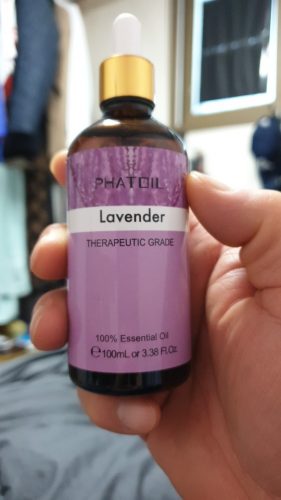 PHATOIL
Lavender
THERAPEUTIC GRADE
100% Essential Oil
℮100mL or 3.38 Fl.Oz